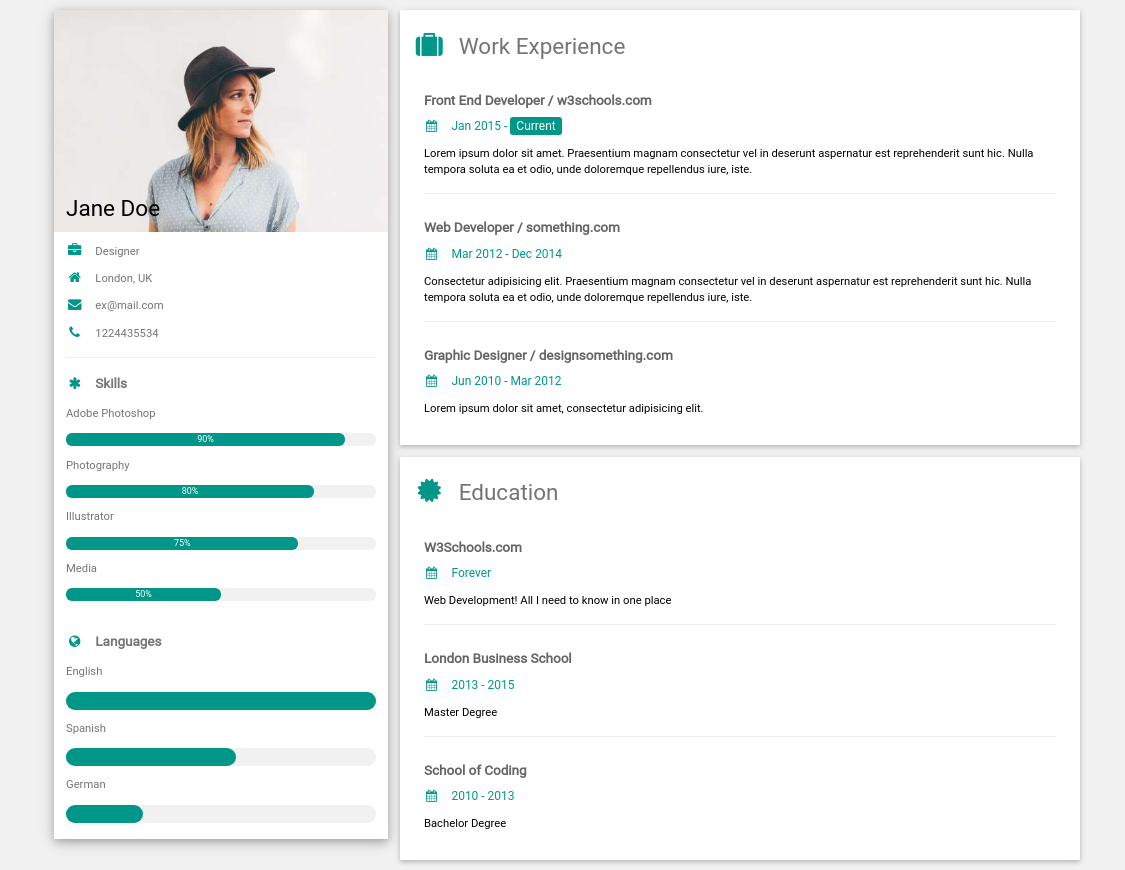 Jane Doe
Designer
London, UK
ex@mail.com
1224435534
Skills
Adobe Photoshop
90%
Photography
80%
Illustrator
75%
Media
50%
Languages
English
Spanish
German
Work Experience
Front End Developer / w3schools.com
Jan 2015 - Current
Lorem ipsum dolor sit amet. Praesentium magnam consectetur vel in deserunt aspernatur est reprehenderit sunt hic. Nulla
tempora soluta ea et odio, unde doloremque repellendus iure, iste.
Web Developer / something.com
Mar 2012 - Dec 2014
Consectetur adipisicing elit. Praesentium magnam consectetur vel in deserunt aspernatur est reprehenderit sunt hic. Nulla
tempora soluta ea et odio, unde doloremque repellendus iure, iste.
Graphic Designer / designsomething.com
Jun 2010 - Mar 2012
Lorem ipsum dolor sit amet, consectetur adipisicing elit.
Education
W3Schools.com
Forever
Web Development! All I need to know in one place
London Business School
2013 - 2015
Master Degree
School of Coding
2010 - 2013
Bachelor Degree